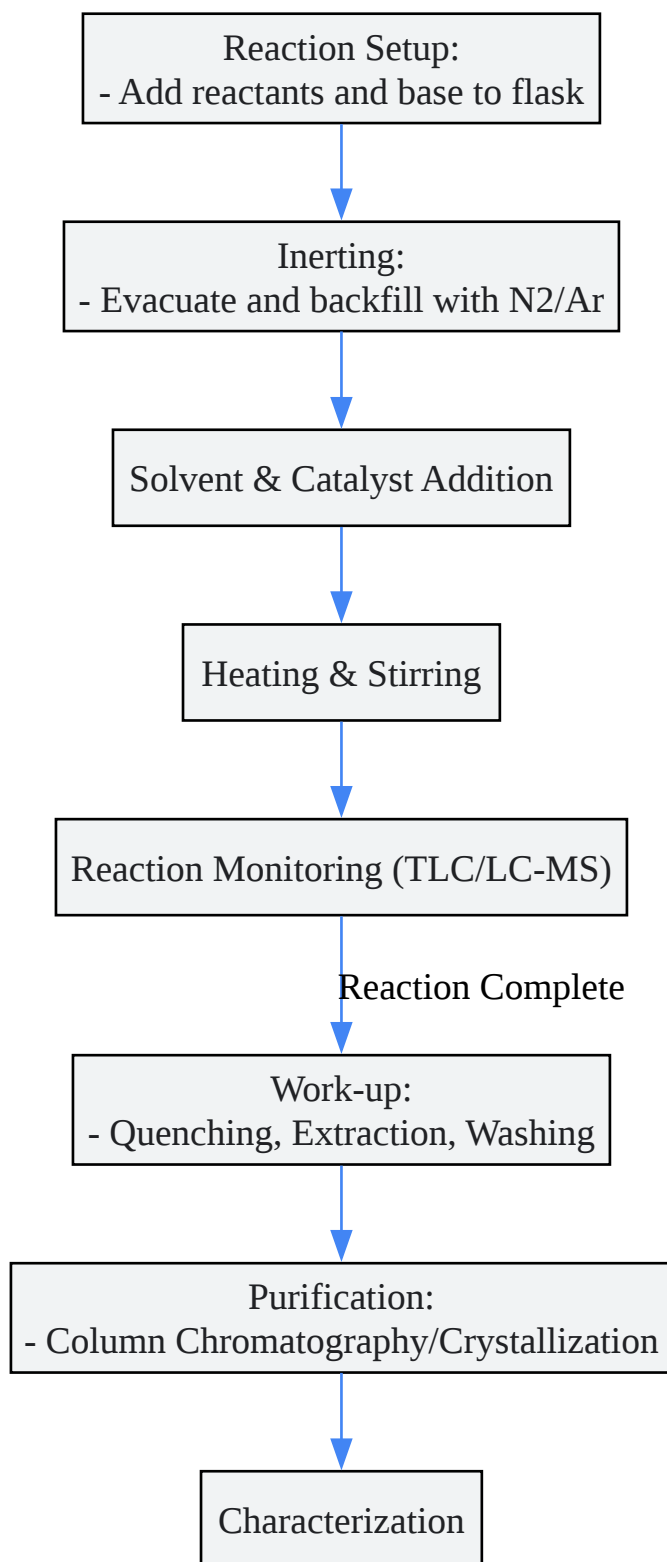 Reaction Setup:
- Add reactants and base to flask
Inerting:
- Evacuate and backfill with N2/Ar
Solvent & Catalyst Addition
Heating & Stirring
Reaction Monitoring (TLC/LC-MS)
Reaction Complete
Work-up:
- Quenching, Extraction, Washing
Purification:
- Column Chromatography/Crystallization
Characterization